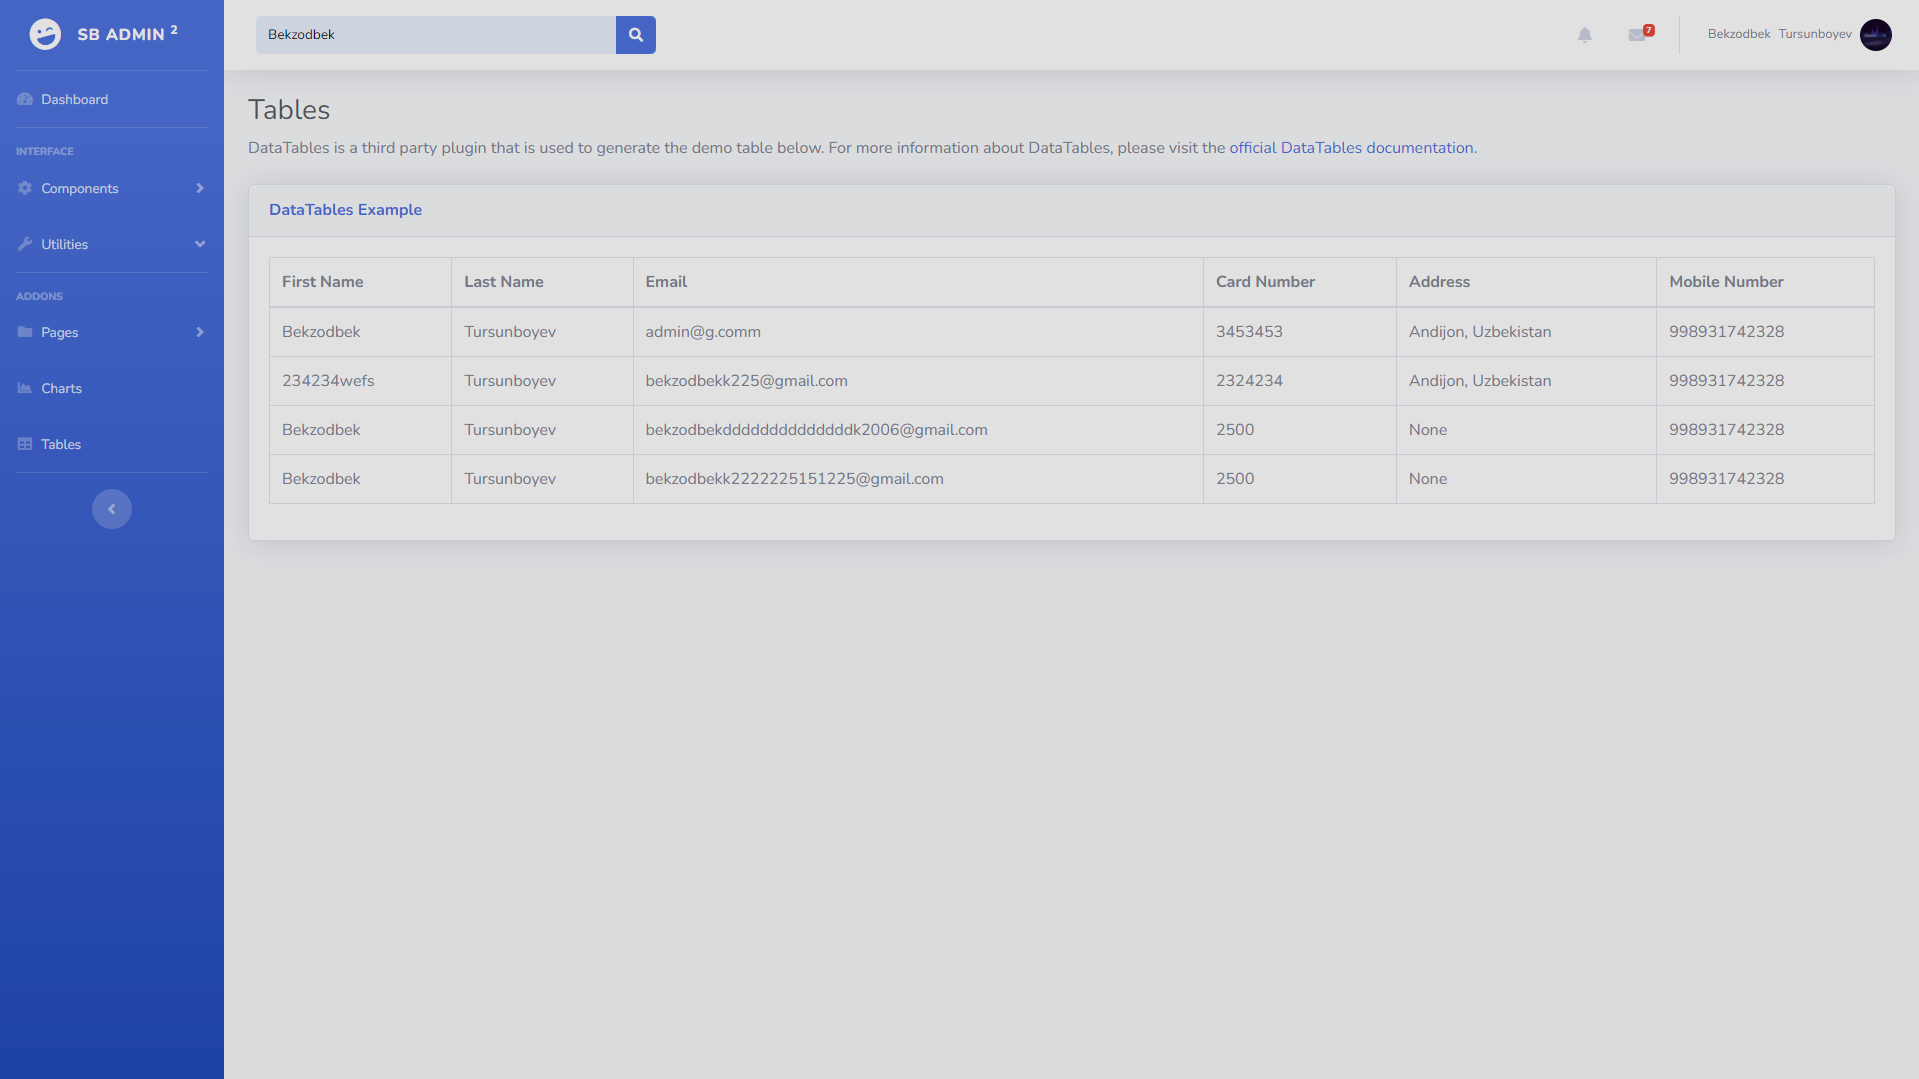 SB ADMIN 2
Bekzodbek
7
Bekzodbek Tursunboyev
Dashboard
INTERFACE
Components
Utilities
ADDONS
Pages
Charts
Tables
Tables
DataTables is a third party plugin that is used to generate the demo table below. For more information about DataTables, please visit the official DataTables documentation.
DataTables Example
First Name Last Name Email Card Number Address Mobile Number
Bekzodbek Tursunboyev admin@g.comm 3453453 Andijon, Uzbekistan 998931742328
234234wefs Tursunboyev bekzodbekk225@gmail.com 2324234 Andijon, Uzbekistan 998931742328
Bekzodbek Tursunboyev bekzodbekddddddddddddddk2006@gmail.com 2500 None 998931742328
Bekzodbek Tursunboyev bekzodbekk2222225151225@gmail.com 2500 None 998931742328